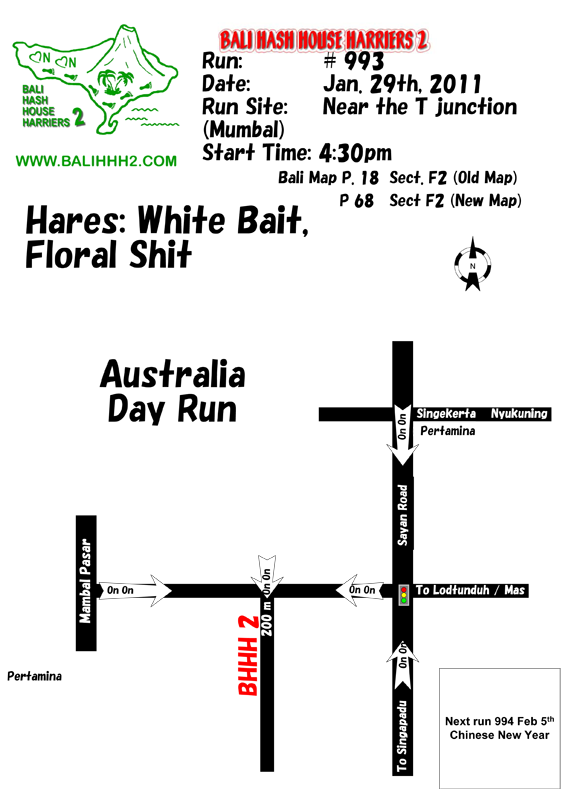 BALI HASH HOUSE HARRIERS 2
Run: # 993
Date: Jan. 29th, 2011
Run Site: Near the T junction
(Mumbal)
Start Time: 4:30pm
Bali Map P. 18 Sect. F2 (Old Map)
P 68 Sect F2 (New Map)
N N
BALI
HASH
HOUSE
HARRIERS 2
WWW.BALIHHH2.COM
Hares: White Bait,
Floral Shit
N
Australia
Day Run
Singekerta Nyukuning
On On
Pertamina
Sayan Road
Mambal Pasar
On On
On On
On On
To Lodtunduh / Mas
200 m
BHHH 2
On On
To Singapadu
Pertamina
Next run 994 Feb 5th
Chinese New Year